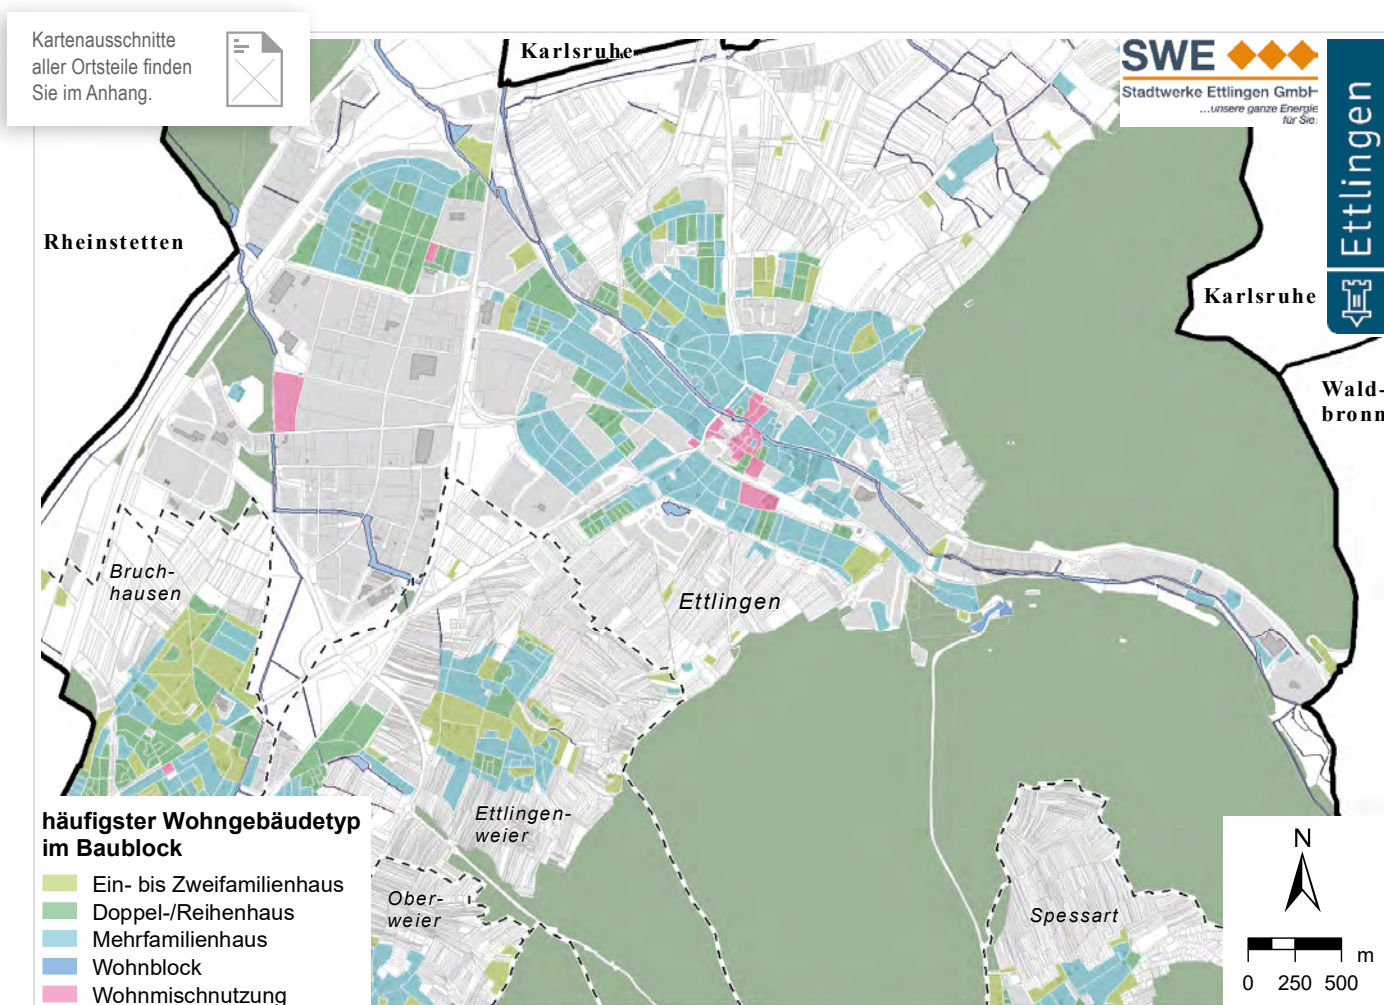 Kartenausschnitte
aller Ortsteile finden
Sie im Anhang.
Karlsruhe
SWE
Stadtwerke Ettlingen GmbH
...unsere ganze Energie
für Sie.
Ettlingen
Rheinstetten
Karlsruhe
Wald-
bronn
Bruch-
hausen
Ettlingen
Ettlingen-
weier
Ober-
weier
Spessart
häufigster Wohngebäudetyp
im Baublock
Ein- bis Zweifamilienhaus
Doppel-/Reihenhaus
Mehrfamilienhaus
Wohnblock
Wohnmischnutzung
N
m
0 250 500